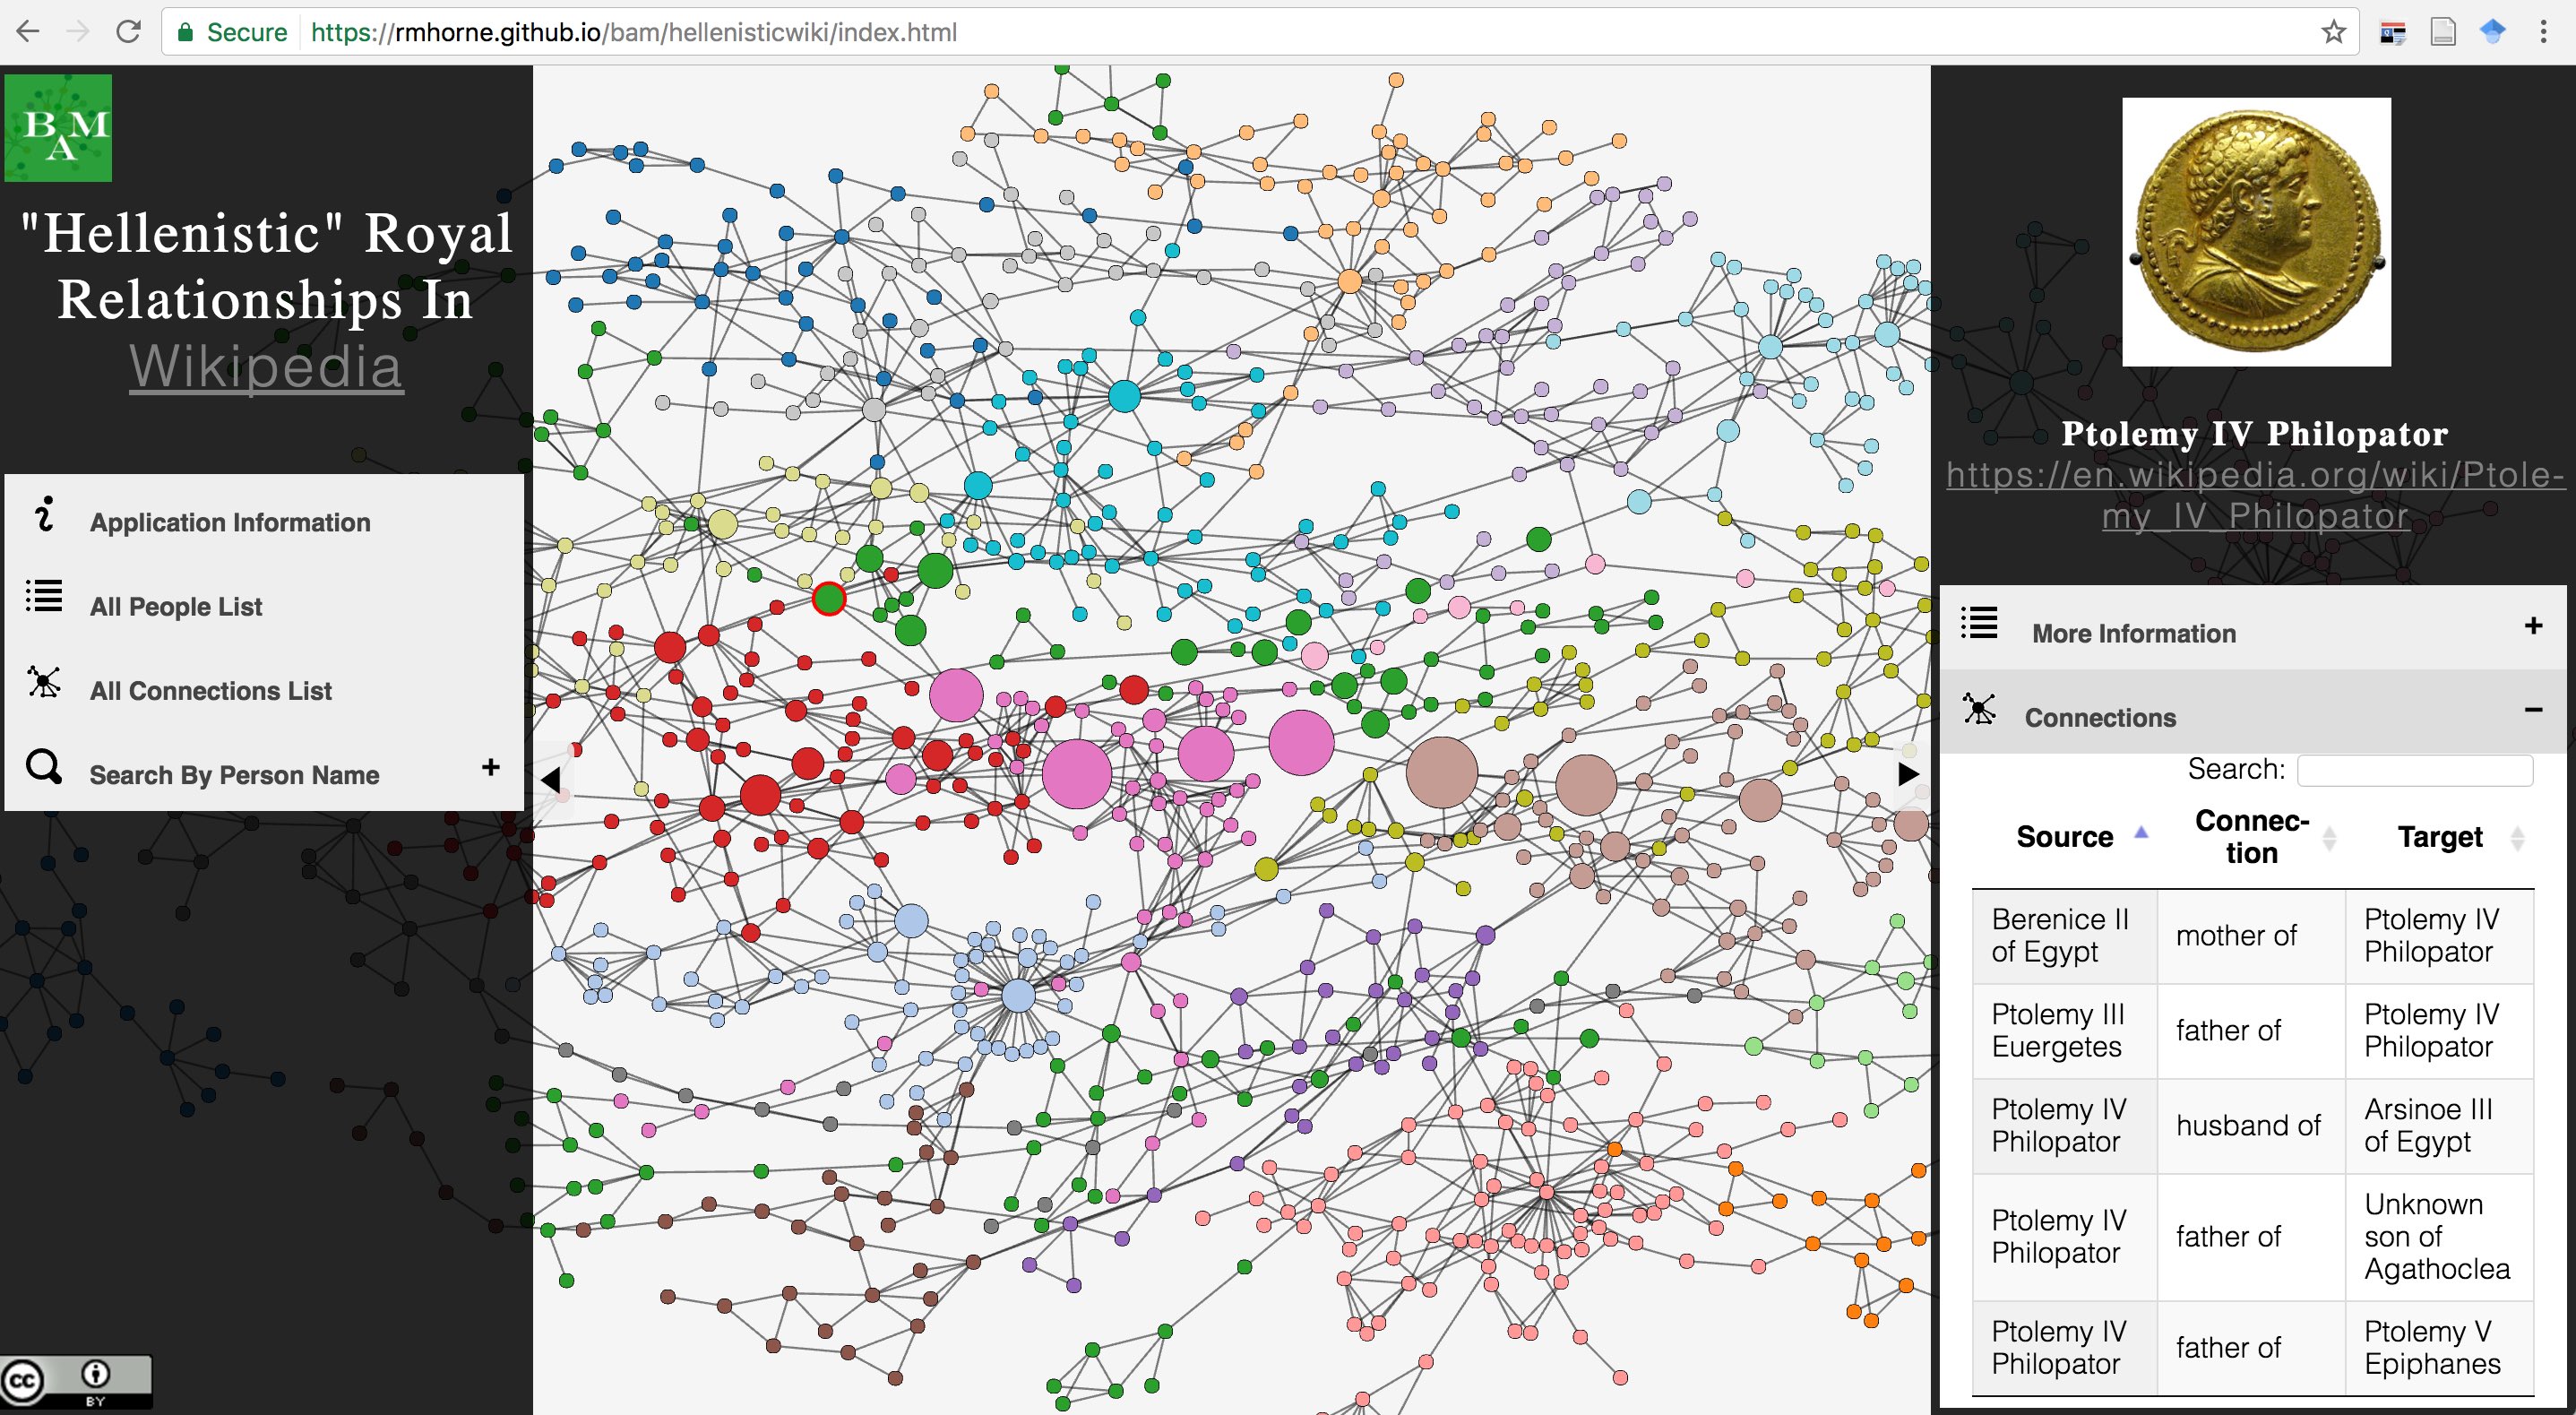 Secure
https://rmhorne.github.io/bam/hellenisticwiki/index.html
B M
A
"Hellenistic" Royal
Relationships In
Wikipedia
i
Application Information
All People List
All Connections List
Search By Person Name +
cc
BY
Ptolemy IV Philopator
https://en.wikipedia.org/wiki/Ptole-
my_IV_Philopator
More Information +
Connections −
Search:
Source
Connec-
tion
Target
Berenice II
of Egypt
mother of
Ptolemy IV
Philopator
Ptolemy III
Euergetes
father of
Ptolemy IV
Philopator
Ptolemy IV
Philopator
husband of
Arsinoe III
of Egypt
Ptolemy IV
Philopator
father of
Unknown
son of
Agathoclea
Ptolemy IV
Philopator
father of
Ptolemy V
Epiphanes